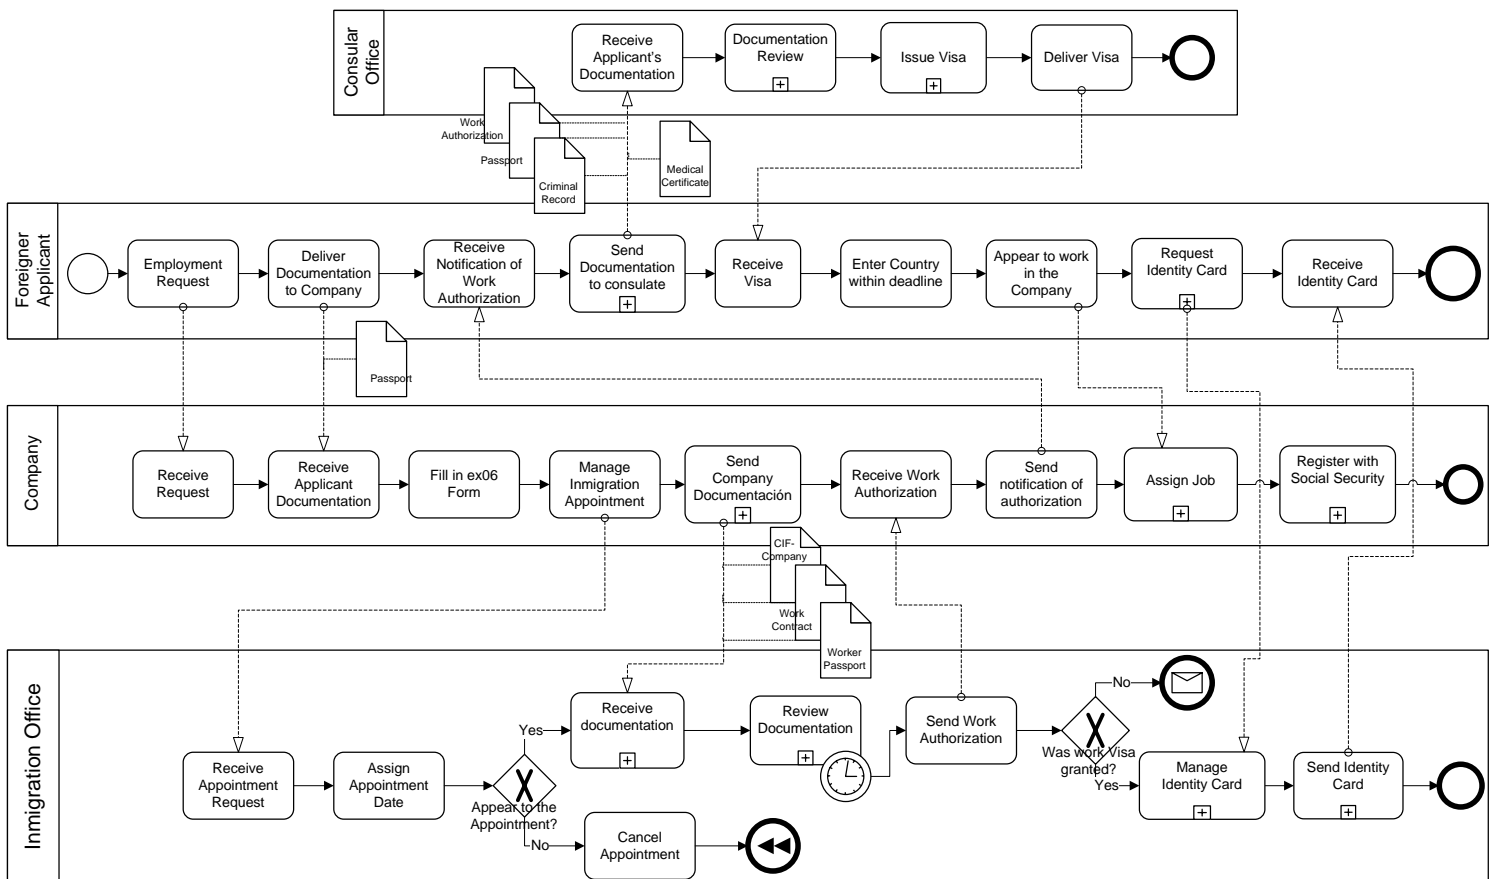 Consular
Office
Receive
Applicant's
Documentation
Documentation
Review
Issue Visa
Deliver Visa
Work
Authorization
Passport
Criminal
Record
Medical
Certificate
Foreigner
Applicant
Employment
Request
Deliver
Documentation
to Company
Receive
Notification of
Work
Authorization
Send
Documentation
to consulate
Receive
Visa
Enter Country
within deadline
Appear to work
in the
Company
Request
Identity Card
Receive
Identity Card
Passport
Company
Receive
Request
Receive
Applicant
Documentation
Fill in ex06
Form
Manage
Inmigration
Appointment
Send
Company
Documentación
Receive Work
Authorization
Send
notification of
authorization
Assign Job
Register with
Social Security
CIF-
Company
Work
Contract
Worker
Passport
Inmigration Office
Receive
Appointment
Request
Assign
Appointment
Date
Appear to the
Appointment?
Yes
No
Receive
documentation
Cancel
Appointment
Review
Documentation
Send Work
Authorization
Was work Visa
granted?
No
Yes
Manage
Identity Card
Send Identity
Card